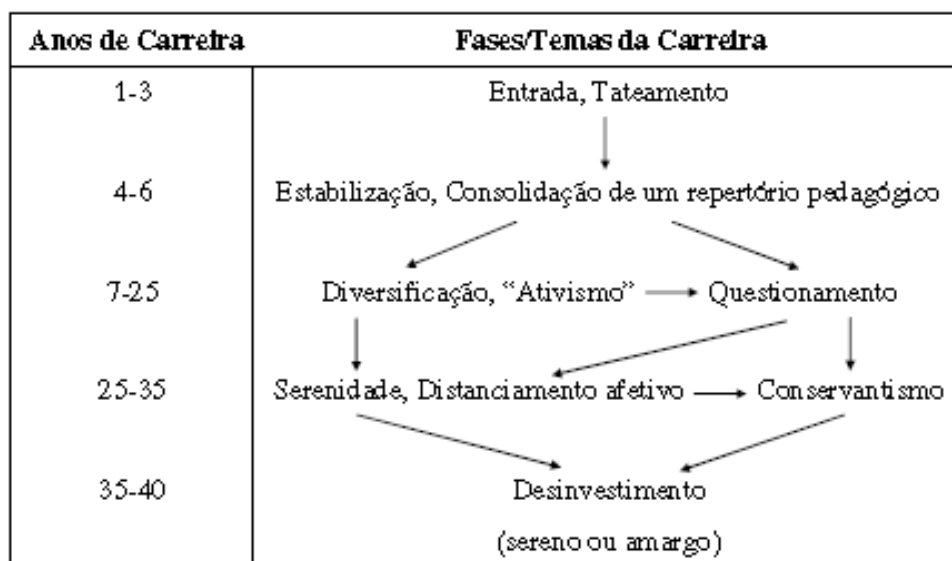 Anos de Carreira Fases/Temas da Carreira
1-3 Entrada, Tateamento
4-6 Estabilização, Consolidação de um repertório pedagógico
7-25 Diversificação, “Ativismo” Questionamento
25-35 Serenidade, Distanciamento afetivo Conservantismo
35-40 Desinvestimento
(sereno ou amargo)